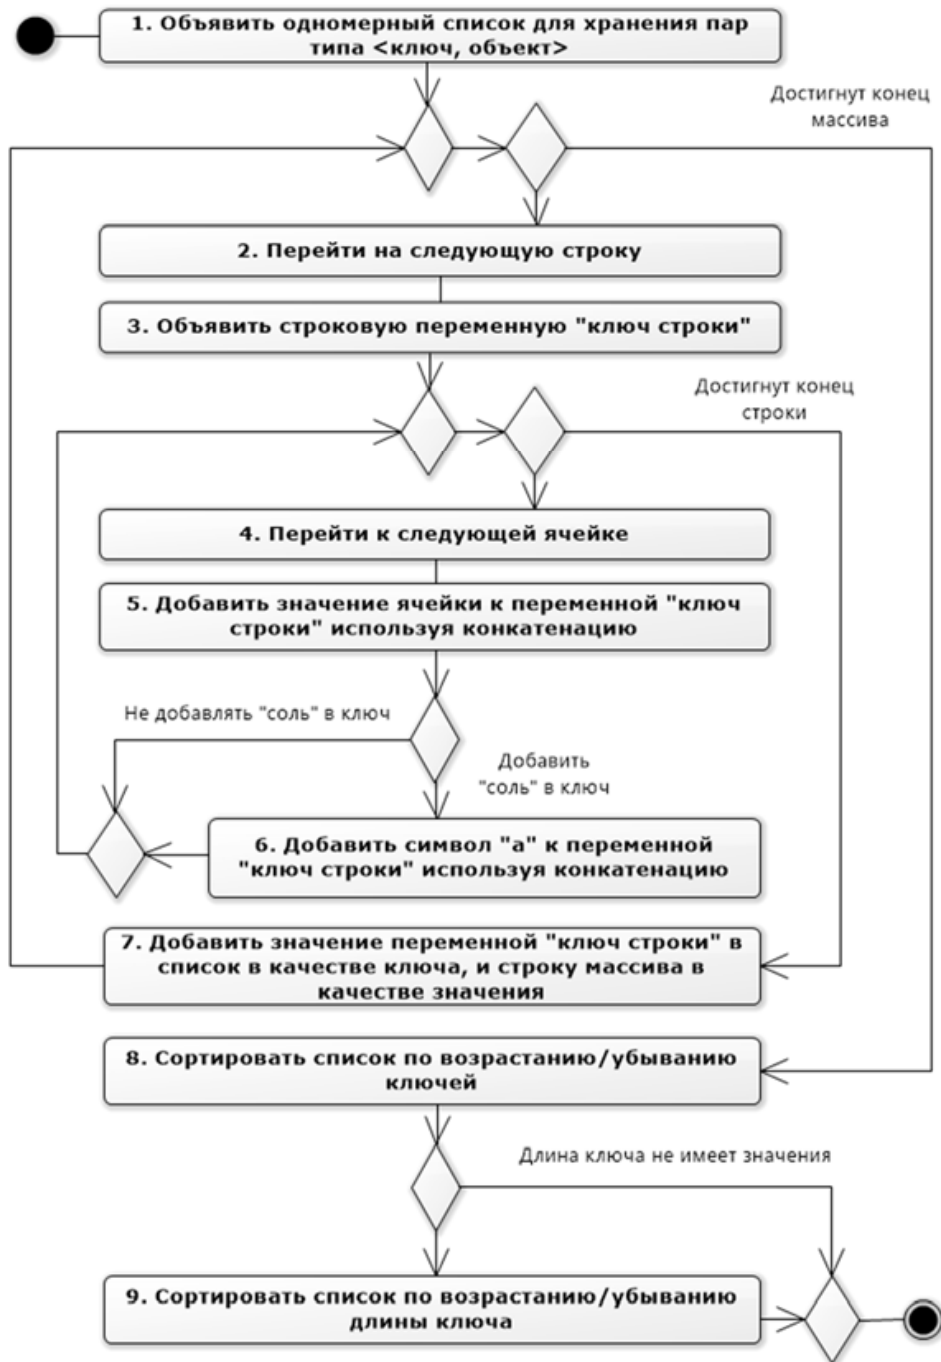 1. Объявить одномерный список для хранения пар
типа <ключ, объект>
Достигнут конец
массива
2. Перейти на следующую строку
3. Объявить строковую переменную "ключ строки"
Достигнут конец
строки
4. Перейти к следующей ячейке
5. Добавить значение ячейки к переменной "ключ
строки" используя конкатенацию
Не добавлять "соль" в ключ
Добавить
"соль" в ключ
6. Добавить символ "а" к переменной
"ключ строки" используя конкатенацию
7. Добавить значение переменной "ключ строки" в
список в качестве ключа, и строку массива в
качестве значения
8. Сортировать список по возрастанию/убыванию
ключей
Длина ключа не имеет значения
9. Сортировать список по возрастанию/убыванию
длины ключа